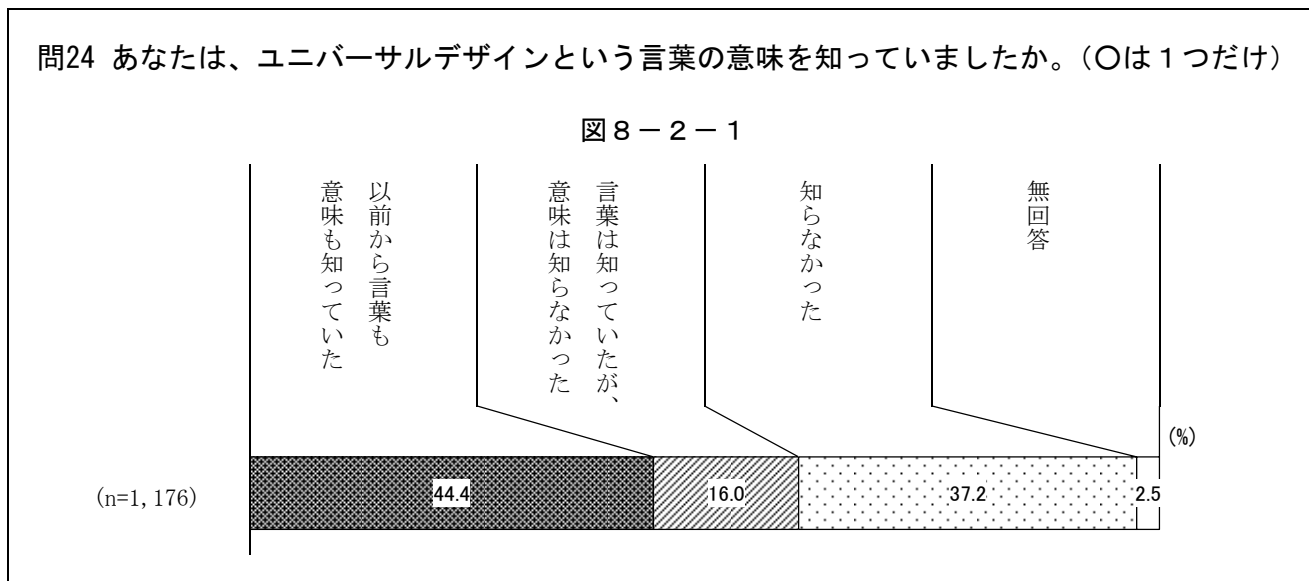 問24 あなたは、ユニバーサルデザインという言葉の意味を知っていましたか。（○は１つだけ）
図８－２－１
以前から言葉も
意味も知っていた
言葉は知っていたが、
意味は知らなかった
知らなかった
無回答
(%)
(n=1,176)
44.4
16.0
37.2
2.5